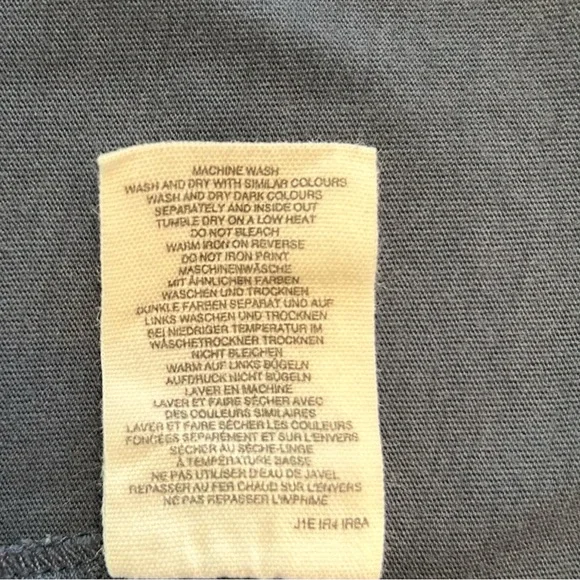 MACHINE WASH
WASH AND DRY WITH SIMILAR COLOURS
WASH AND DRY DARK COLOURS
SEPARATELY AND INSIDE OUT
TUMBLE DRY ON A LOW HEAT
DO NOT BLEACH
WARM IRON ON REVERSE
DO NOT IRON PRINT
MASCHINENWÄSCHE
MIT ÄHNLICHEN FARBEN
WASCHEN UND TROCKNEN
DUNKLE FARBEN SEPARAT UND AUF
LINKS WASCHEN UND TROCKNEN
BEI NIEDRIGER TEMPERATUR IM
WÄSCHETROCKNER TROCKNEN
NICHT BLEICHEN
WARM AUF LINKS BÜGELN
AUFDRUCK NICHT BÜGELN
LAVER EN MACHINE
LAVER ET FAIRE SÉCHER AVEC
DES COULEURS SIMILAIRES
LAVER ET FAIRE SÉCHER LES COULEURS
FONCÉES SÉPARÉMENT ET SUR L'ENVERS
SÉCHER AU SÈCHE-LINGE
À TEMPÉRATURE BASSE
NE PAS UTILISER D'EAU DE JAVEL
REPASSER AU FER CHAUD SUR L'ENVERS
NE PAS REPASSER L'IMPRIMÉ
J1E IR4 IR8A